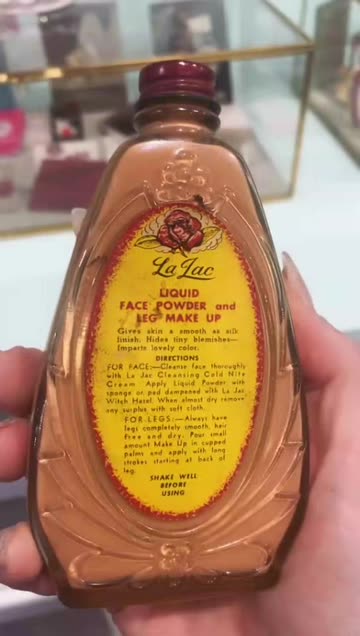 La Jac
LIQUID
FACE POWDER and
LEG MAKE UP
Gives skin a smooth as silk
finish. Hides tiny blemishes—
Imparts lovely color.
DIRECTIONS
FOR FACE:—Cleanse face thoroughly
with La Jac Cleansing Cold Nite
Cream Apply Liquid Powder with
sponge or pad dampened with La Jac
Witch Hazel. When almost dry remove
any surplus with soft cloth.
FOR LEGS:—Always have
legs completely smooth, hair
free and dry. Pour small
amount Make Up in cupped
palms and apply with long
strokes starting at back of
leg.
SHAKE WELL
BEFORE
USING